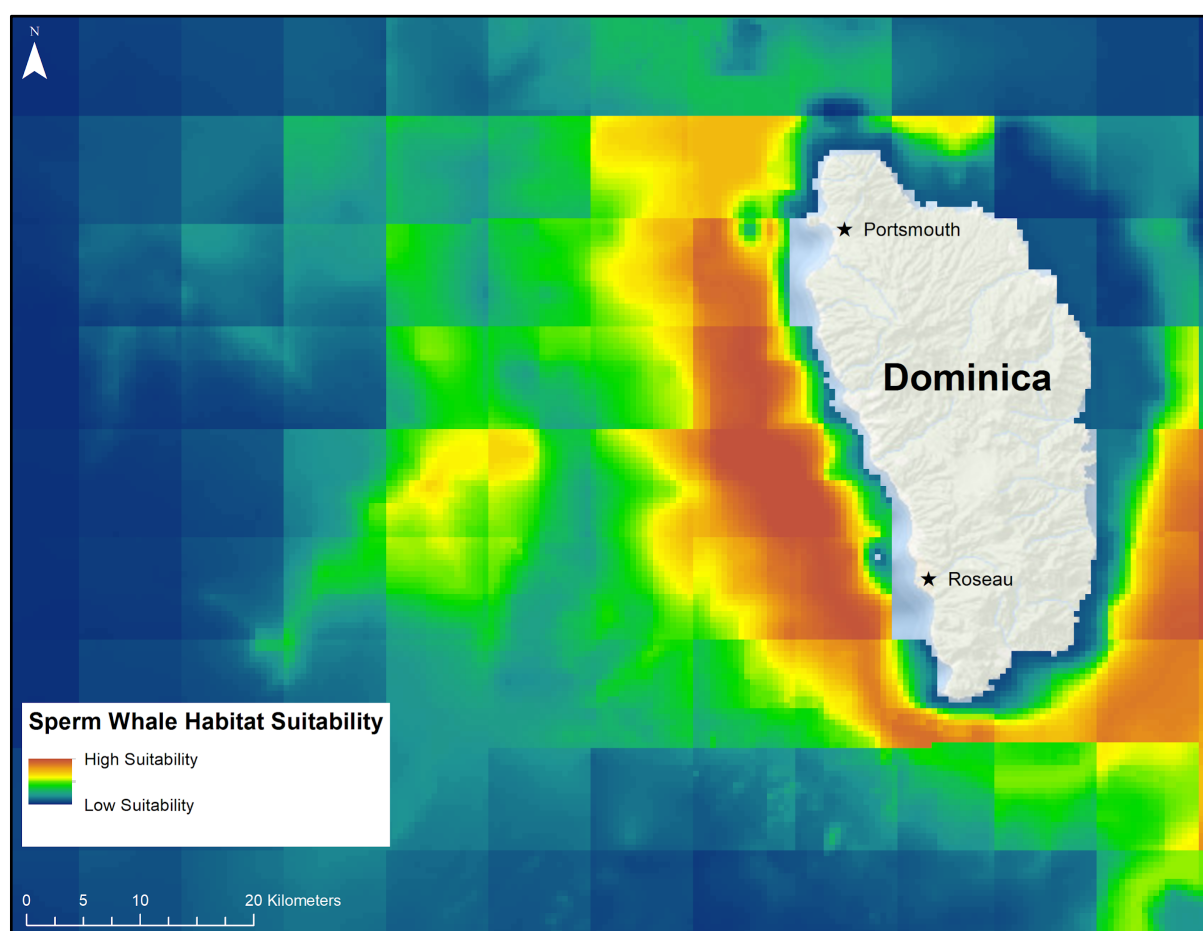 N
Portsmouth
Dominica
Roseau
Sperm Whale Habitat Suitability
High Suitability
Low Suitability
0 5 10 20 Kilometers